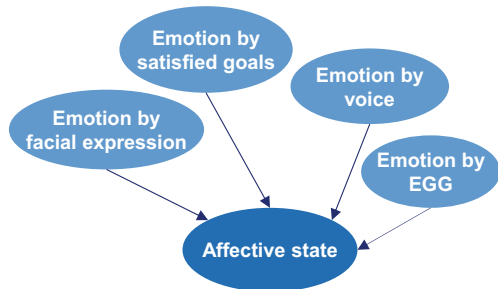 Emotion by
satisfied goals
Emotion by
voice
Emotion by
facial expression
Emotion by
EGG
Affective state